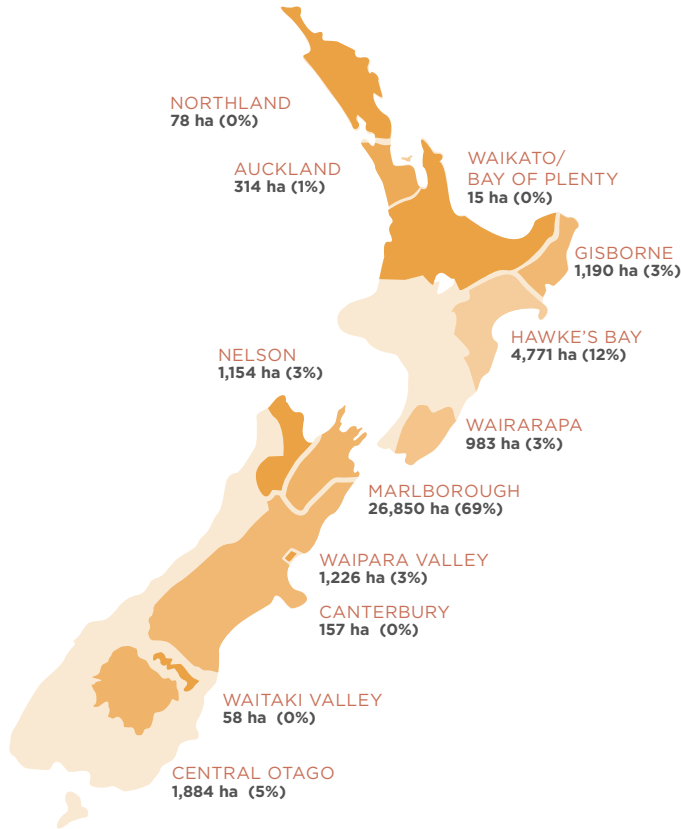 NORTHLAND
78 ha (0%)
AUCKLAND
314 ha (1%)
WAIKATO/
BAY OF PLENTY
15 ha (0%)
GISBORNE
1,190 ha (3%)
HAWKE'S BAY
4,771 ha (12%)
NELSON
1,154 ha (3%)
WAIRARAPA
983 ha (3%)
MARLBOROUGH
26,850 ha (69%)
WAIPARA VALLEY
1,226 ha (3%)
CANTERBURY
157 ha (0%)
WAITAKI VALLEY
58 ha (0%)
CENTRAL OTAGO
1,884 ha (5%)